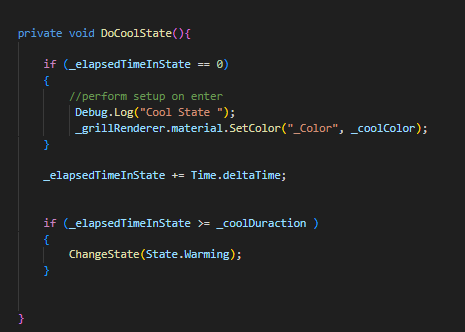 private void DoCoolState(){
if (_elapsedTimeInState == 0)
{
//perform setup on enter
Debug.Log("Cool State ");
_grillRenderer.material.SetColor("_Color", _coolColor);
}
_elapsedTimeInState += Time.deltaTime;
if (_elapsedTimeInState >= _coolDuraction )
{
ChangeState(State.Warming);
}
}